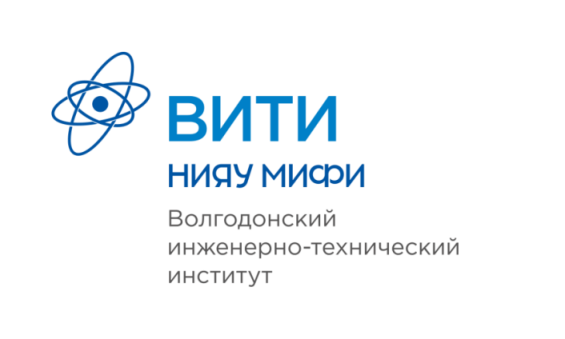 ВИТИ
НИЯУ МИФИ
Волгодонский
инженерно-технический
институт